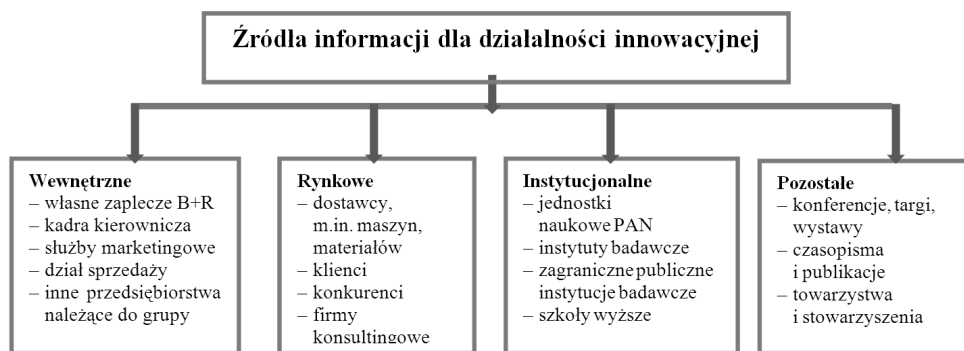 Źródła informacji dla działalności innowacyjnej
Wewnętrzne
– własne zaplecze B+R
– kadra kierownicza
– służby marketingowe
– dział sprzedaży
– inne przedsiębiorstwa
należące do grupy
Rynkowe
– dostawcy,
m.in. maszyn,
materiałów
– klienci
– konkurenci
– firmy
konsultingowe
Instytucjonalne
– jednostki
naukowe PAN
– instytuty badawcze
– zagraniczne publiczne
instytucje badawcze
– szkoły wyższe
Pozostałe
– konferencje, targi,
wystawy
– czasopisma
i publikacje
– towarzystwa
i stowarzyszenia